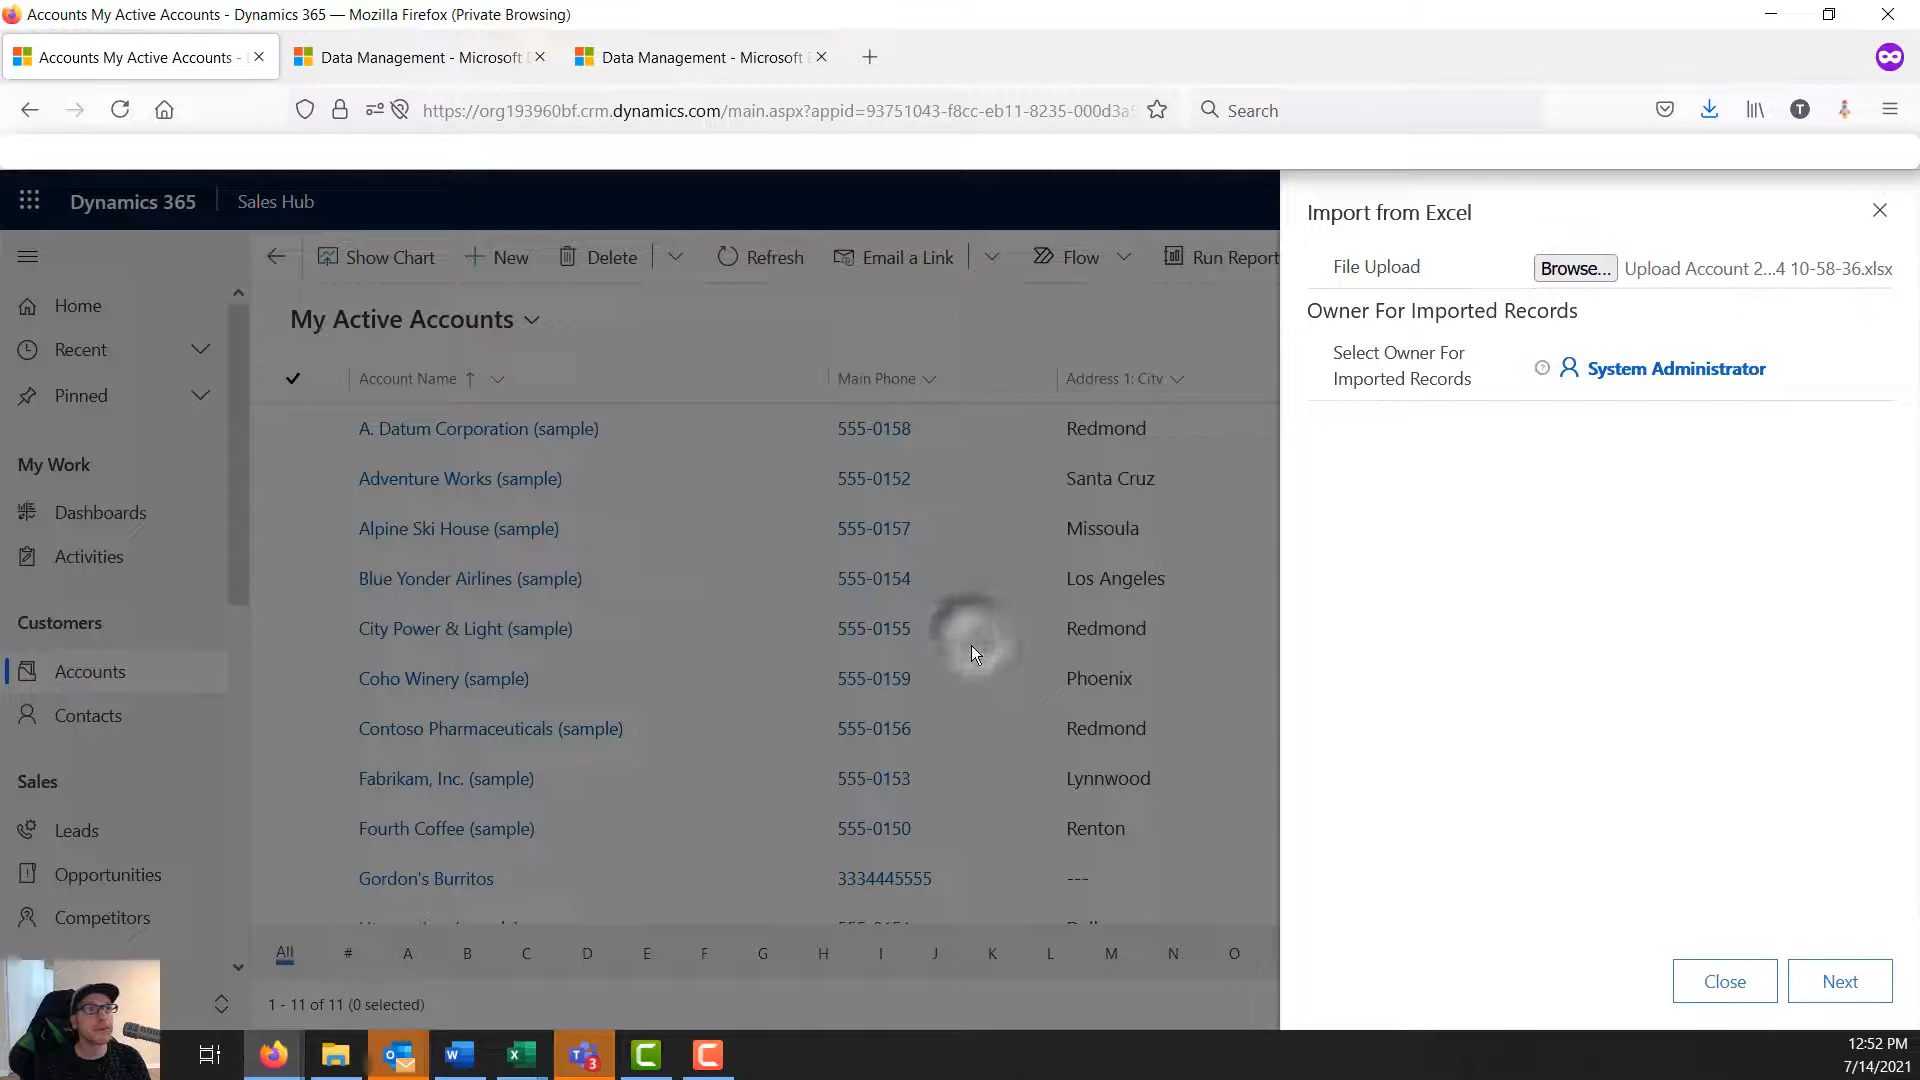 Accounts My Active Accounts - Dynamics 365 — Mozilla Firefox (Private Browsing)
Accounts My Active Accounts -
Data Management - Microsoft
Data Management - Microsoft
https://org193960bf.crm.dynamics.com/main.aspx?appid=93751043-f8cc-eb11-8235-000d3a
Search
T
Dynamics 365
Sales Hub
Import from Excel
Show Chart
New
Delete
Refresh
Email a Link
Flow
Run Report
File Upload
Browse...
Upload Account 2...4 10-58-36.xlsx
Home
Recent
Pinned
My Active Accounts
Owner For Imported Records
Select Owner For
Imported Records
System Administrator
Account Name
Main Phone
Address 1: City
A. Datum Corporation (sample) 555-0158 Redmond
Adventure Works (sample) 555-0152 Santa Cruz
Alpine Ski House (sample) 555-0157 Missoula
Blue Yonder Airlines (sample) 555-0154 Los Angeles
City Power & Light (sample) 555-0155 Redmond
Coho Winery (sample) 555-0159 Phoenix
Contoso Pharmaceuticals (sample) 555-0156 Redmond
Fabrikam, Inc. (sample) 555-0153 Lynnwood
Fourth Coffee (sample) 555-0150 Renton
Gordon's Burritos 3334445555 ---
My Work
Dashboards
Activities
Customers
Accounts
Contacts
Sales
Leads
Opportunities
Competitors
All # A B C D E F G H I J K L M N O
1 - 11 of 11 (0 selected)
Close
Next
3
12:52 PM
7/14/2021